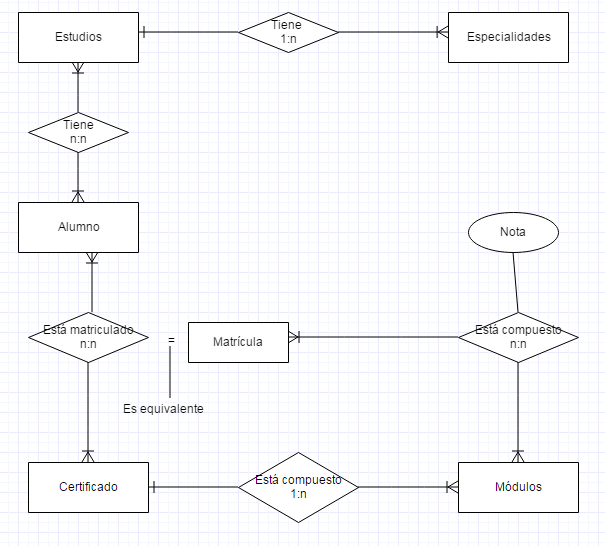 Estudios
Tiene
1:n
Especialidades
Tiene
n:n
Alumno
Nota
Está matriculado
n:n
=
Matrícula
Está compuesto
n:n
Es equivalente
Certificado
Está compuesto
1:n
Módulos